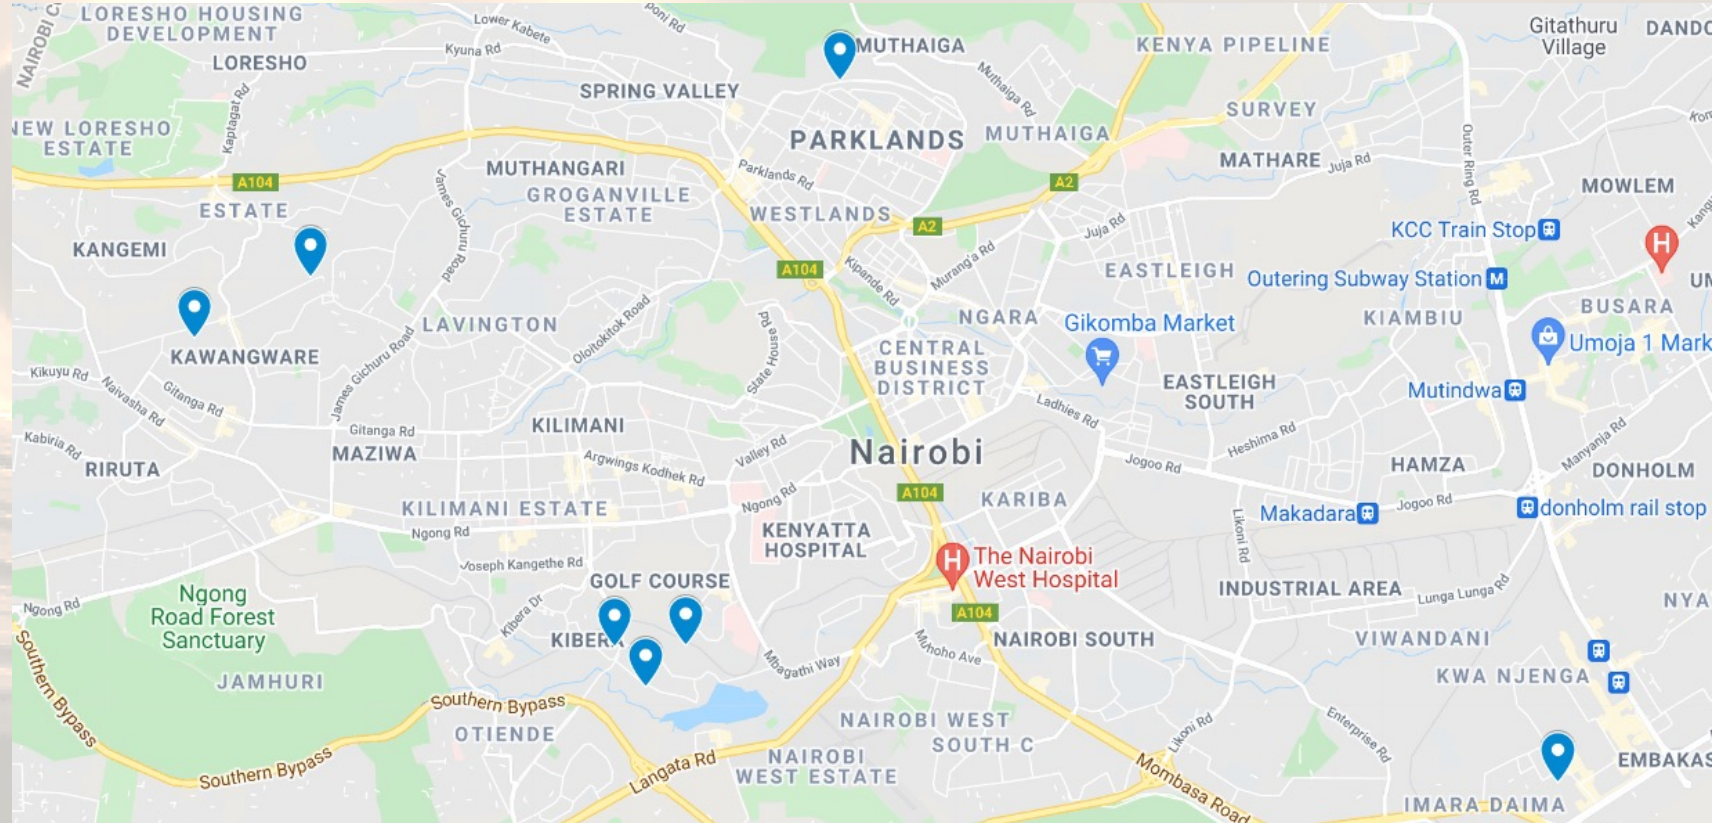 LORESHO HOUSING
DEVELOPMENT
Lower Kabete
MUTHAIGA
KENYA PIPELINE
Gitathuru
Village
Kyuna Rd
LORESHO
SPRING VALLEY
Muthaiga Rd
SURVEY
Kaptagat Rd
NEW LORESHO
ESTATE
PARKLANDS
MUTHAIGA
Outer Ring Rd
MATHARE
Juja Rd
MUTHANGARI
Parklands Rd
A104
A2
MOWLEM
GROGANVILLE
ESTATE
James Gichuru Road
ESTATE
WESTLANDS
A2
Juja Rd
KCC Train Stop
H
KANGEMI
A104
Kipande Rd
Murang'a Rd
EASTLEIGH
Outering Subway Station
M
BUSARA
LAVINGTON
Oloitokitok Road
State House Rd
NGARA
Gikomba Market
KIAMBIU
Umoja 1 Mark
KAWANGWARE
CENTRAL
BUSINESS
DISTRICT
Kikuyu Rd
Naivasha Rd
Gitanga Rd
James Gichuru Road
EASTLEIGH
SOUTH
Mutindwa
Ladhies Rd
KILIMANI
Gitanga Rd
Kabiria Rd
RIRUTA
MAZIWA
Argwings Kodhek Rd
Valley Rd
Nairobi
Jogoo Rd
Heshima Rd
HAMZA
Manyanja Rd
DONHOLM
KILIMANI ESTATE
Ngong Rd
A104
KARIBA
Makadara
Jogoo Rd
donholm rail stop
Ngong Rd
KENYATTA
HOSPITAL
Likoni Rd
Joseph Kangethe Rd
H
The Nairobi
West Hospital
GOLF COURSE
INDUSTRIAL AREA
Lunga Lunga Rd
Ngong Rd
Ngong
Road Forest
Sanctuary
Kibera Dr
A104
KIBERA
Muhoho Ave
NAIROBI SOUTH
VIWANDANI
Mbagathi Way
Southern Bypass
JAMHURI
KWA NJENGA
Southern Bypass
OTIENDE
NAIROBI WEST
SOUTH C
Likoni Rd
Enterprise Rd
Southern Bypass
Langata Rd
NAIROBI
WEST ESTATE
Mombasa Road
EMBAKAS
IMARA DAIMA